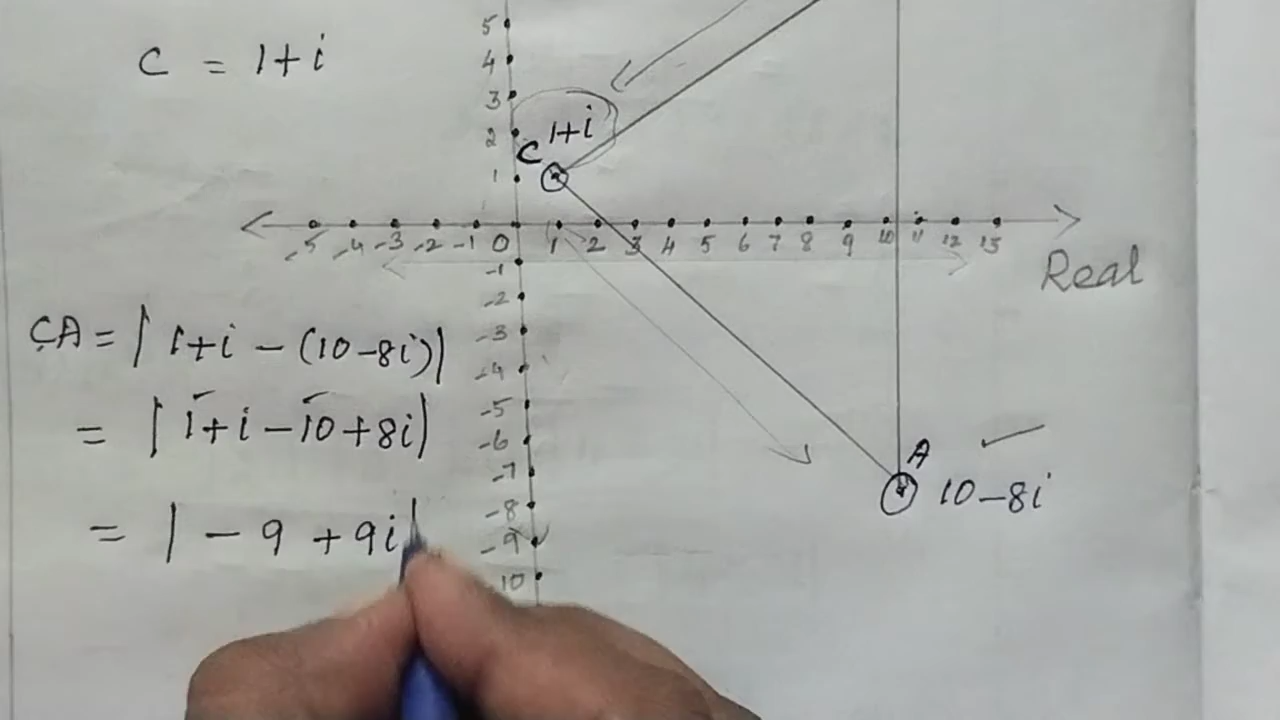 5
C = 1+i
4
3
1+i
2
C
1
-5 -4 -3 -2 -1 0 1 2 3 4 5 6 7 8 9 10 11 12 13
Real
-1
-2
CA = | 1+i - (10-8i)|
-3
-4
= | 1+i-10+8i|
-5
-6
A
-7
10-8i
-8
= | - 9 + 9i|
-9
10